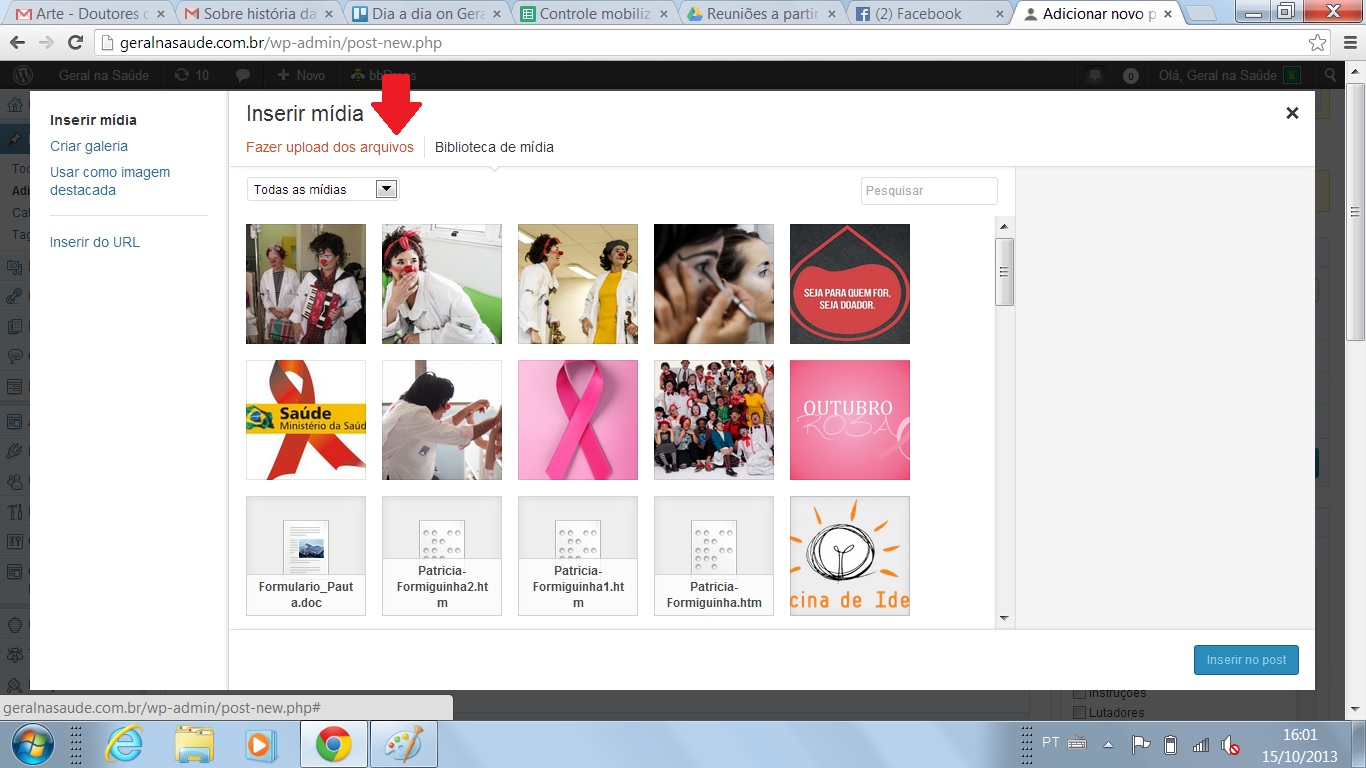 Arte - Doutores d
Sobre história da
Dia a dia on Gera
Controle mobiliz
Reuniões a partir
(2) Facebook
Adicionar novo p
geralnasaude.com.br/wp-admin/post-new.php
Geral na Saúde
10
Novo
0
Olá, Geral na Saúde
Inserir mídia
Criar galeria
Usar como imagem
destacada
Inserir do URL
Inserir mídia
Fazer upload dos arquivos
Biblioteca de mídia
Todas as mídias
Pesquisar
SEJA PARA QUEM FOR,
SEJA DOADOR.
Saúde
Ministério da Saúd
OUTUBRO
ROSA
Formulario_Paut
a.doc
Patricia-
Formiguinha2.ht
m
Patricia-
Formiguinha1.ht
m
Patricia-
Formiguinha.htm
cina de Ide
Inserir no post
Instruções
Lutadores
geralnasaude.com.br/wp-admin/post-new.php#
PT
16:01
15/10/2013